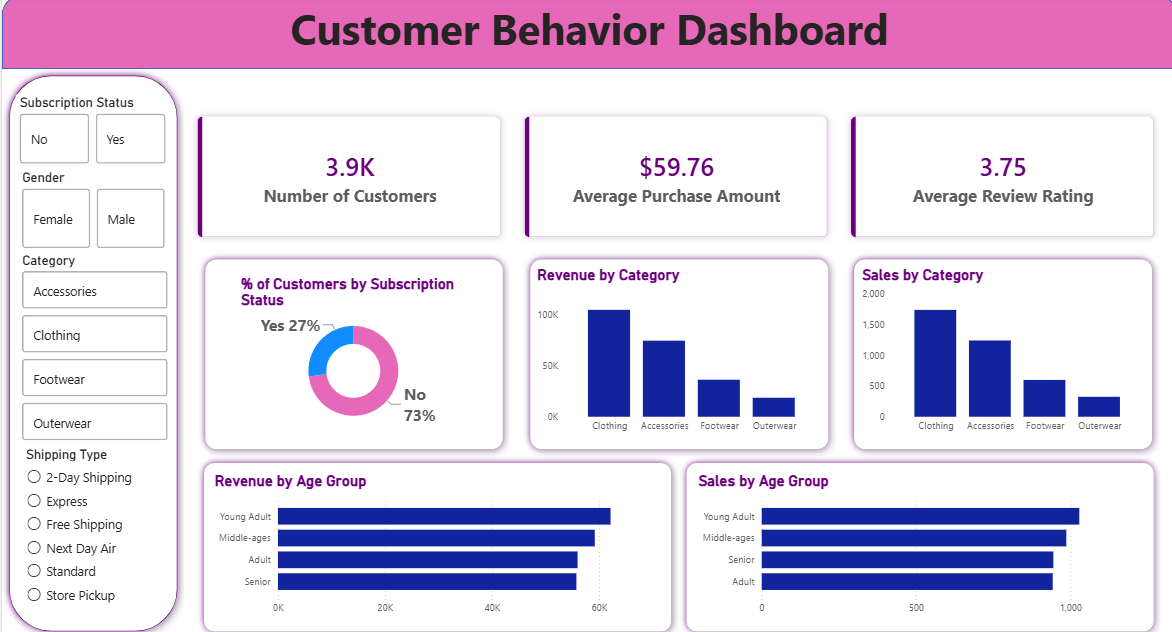 Customer Behavior Dashboard
Subscription Status
No
Yes
Gender
Female
Male
Category
Accessories
Clothing
Footwear
Outerwear
Shipping Type
2-Day Shipping
Express
Free Shipping
Next Day Air
Standard
Store Pickup
3.9K
Number of Customers
$59.76
Average Purchase Amount
3.75
Average Review Rating
% of Customers by Subscription
Status
Yes 27%
No
73%
Revenue by Category
100K
50K
0K
Clothing Accessories Footwear Outerwear
Sales by Category
2,000
1,500
1,000
500
0
Clothing Accessories Footwear Outerwear
Revenue by Age Group
Young Adult
Middle-ages
Adult
Senior
0K 20K 40K 60K
Sales by Age Group
Young Adult
Middle-ages
Senior
Adult
0 500 1,000